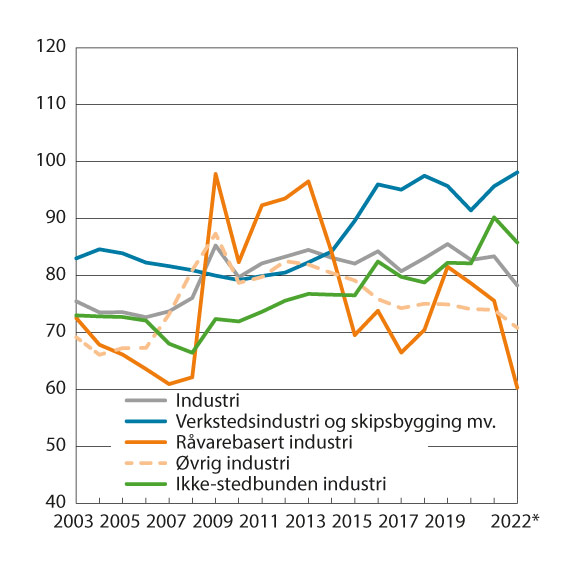 120
110
100
90
80
70
60
Industri
Verkstedsindustri og skipsbygging mv.
Råvarebasert industri
50
Øvrig industri
Ikke-stedbunden industri
40
2003 2005 2007 2009 2011 2013 2015 2017 2019 2022*